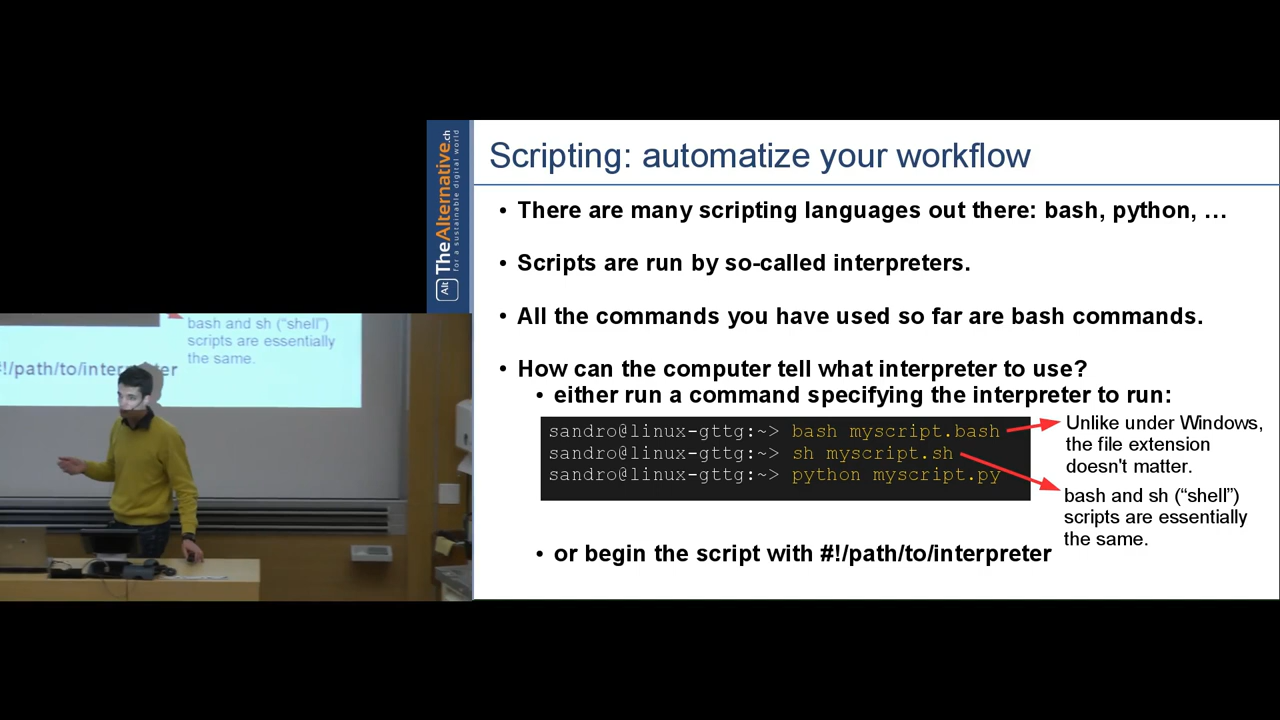 Alt TheAlternative.ch
for a sustainable digital world
Scripting: automatize your workflow
• There are many scripting languages out there: bash, python, …
• Scripts are run by so-called interpreters.
• All the commands you have used so far are bash commands.
• How can the computer tell what interpreter to use?
• either run a command specifying the interpreter to run:
sandro@linux-gttg:~> bash myscript.bash
sandro@linux-gttg:~> sh myscript.sh
sandro@linux-gttg:~> python myscript.py
Unlike under Windows,
the file extension
doesn't matter.
bash and sh (“shell”)
scripts are essentially
the same.
• or begin the script with #!/path/to/interpreter
bash and sh (“shell”)
scripts are essentially
the same.
#!/path/to/interpreter